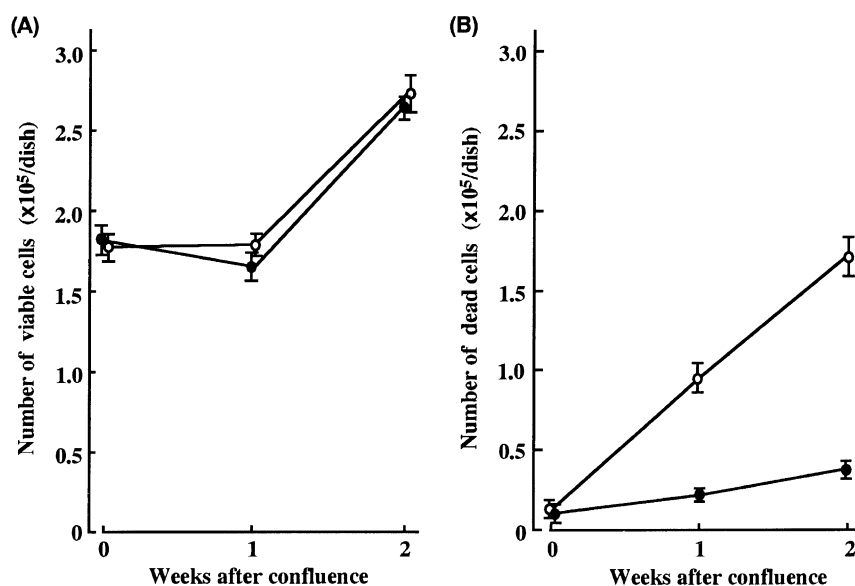 (A)
Number of viable cells (x10⁵/dish)
3.0
2.5
2.0
1.5
1.0
0.5
0
0 1 2
Weeks after confluence
(B)
Number of dead cells (x10⁵/dish)
3.0
2.5
2.0
1.5
1.0
0.5
0
0 1 2
Weeks after confluence